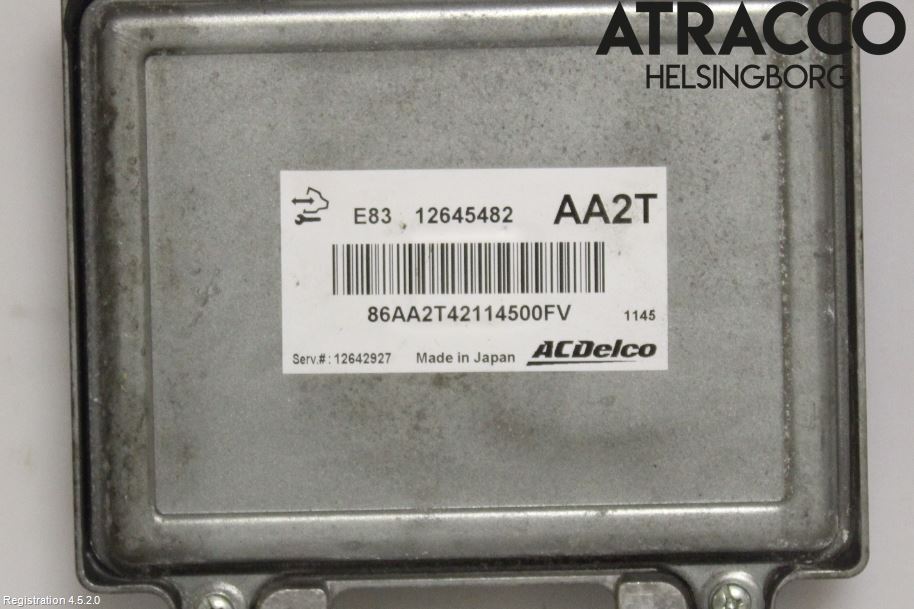 ATRACCO
HELSINGBORG
E83 12645482 AA2T
86AA2T42114500FV 1145
Serv.#:12642927 Made in Japan ACDelco
Registration 4.5.2.0